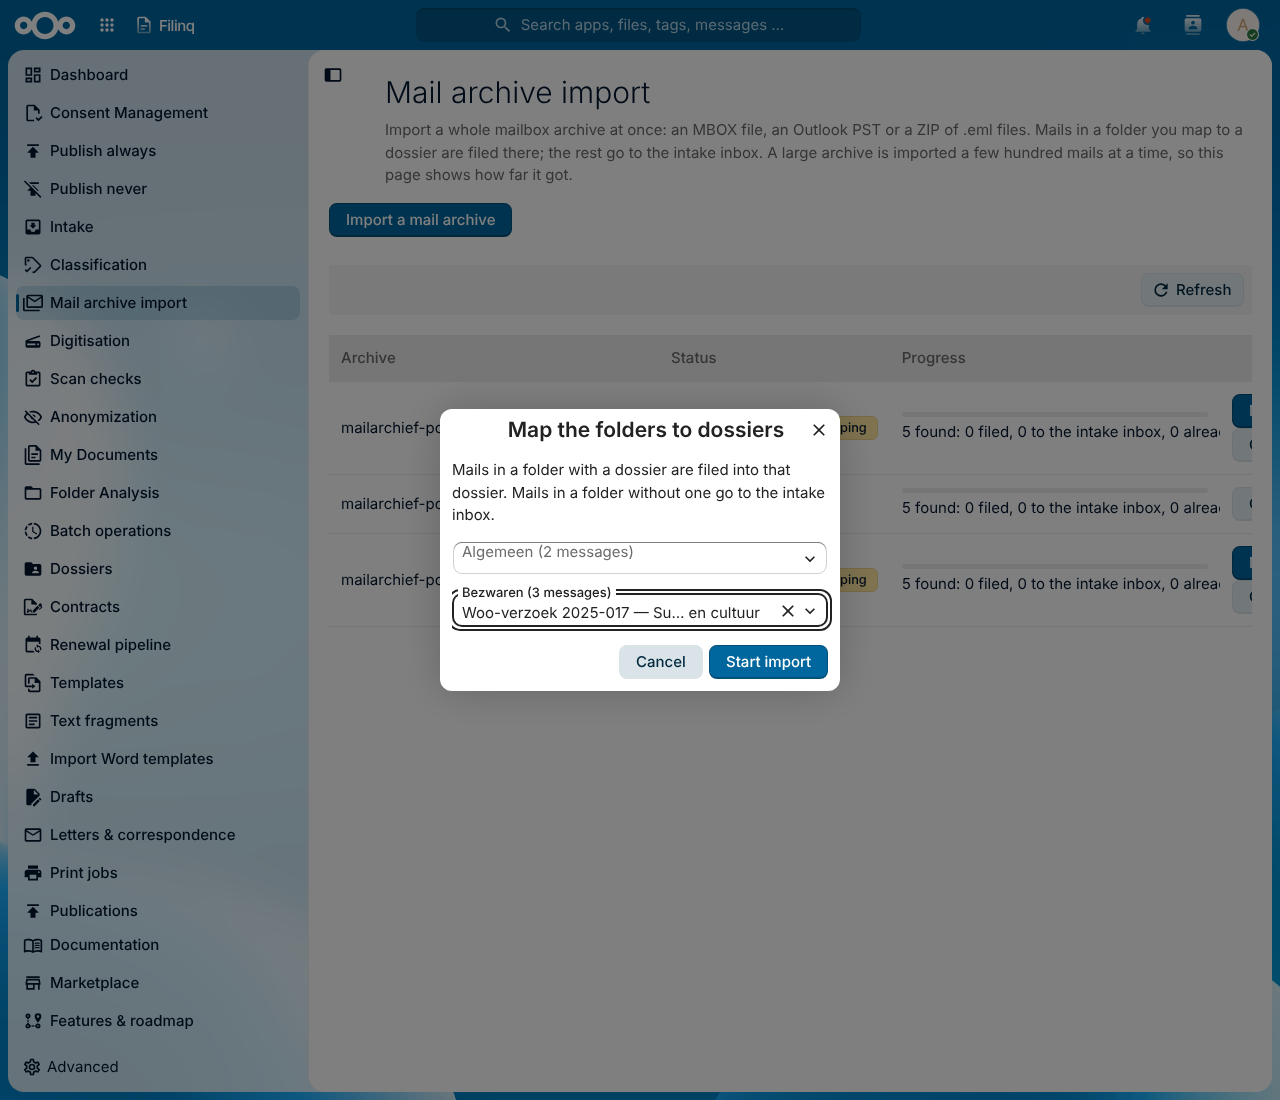 Filinq
Search apps, files, tags, messages ...
A
Dashboard
Consent Management
Publish always
Publish never
Intake
Classification
Mail archive import
Digitisation
Scan checks
Anonymization
My Documents
Folder Analysis
Batch operations
Dossiers
Contracts
Renewal pipeline
Templates
Text fragments
Import Word templates
Drafts
Letters & correspondence
Print jobs
Publications
Documentation
Marketplace
Features & roadmap
Advanced
Mail archive import
Import a whole mailbox archive at once: an MBOX file, an Outlook PST or a ZIP of .eml files. Mails in a folder you map to a
dossier are filed there; the rest go to the intake inbox. A large archive is imported a few hundred mails at a time, so this
page shows how far it got.
Import a mail archive
Refresh
Archive Status Progress
5 found: 0 filed, 0 to the intake inbox, 0
5 found: 0 filed, 0 to the intake inbox, 0
5 found: 0 filed, 0 to the intake inbox, 0
Map the folders to dossiers
Mails in a folder with a dossier are filed into that
dossier. Mails in a folder without one go to the intake
inbox.
Algemeen (2 messages)
Bezwaren (3 messages)
Woo-verzoek 2025-017 — Su... en cultuur
Cancel
Start import